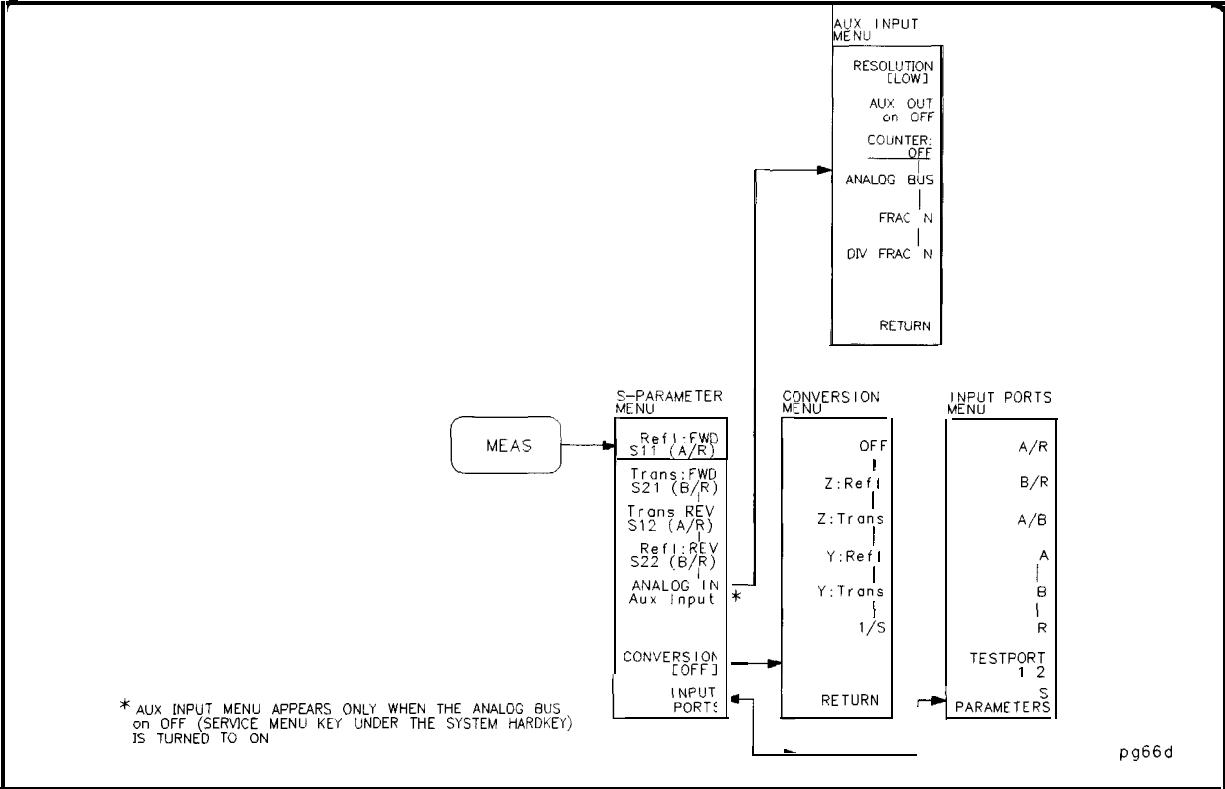 AUX INPUT
MENU
RESOLUTION
[LOW]
AUX OUT
on OFF
COUNTER:
OFF
ANALOG BUS
FRAC N
DIV FRAC N
RETURN
MEAS
S-PARAMETER
MENU
Refl:FWD
S11 (A/R)
Trans:FWD
S21 (B/R)
Trans REV
S12 (A/R)
Refl:REV
S22 (B/R)
ANALOG IN
Aux Input *
CONVERSION
[OFF]
INPUT
PORTS
CONVERSION
MENU
OFF
Z:Refl
Z:Trans
Y:Refl
Y:Trans
1/S
RETURN
INPUT PORTS
MENU
A/R
B/R
A/B
A
B
R
TESTPORT
1 2
S
PARAMETERS
* AUX INPUT MENU APPEARS ONLY WHEN THE ANALOG BUS
on OFF (SERVICE MENU KEY UNDER THE SYSTEM HARDKEY)
IS TURNED TO ON
pg66d